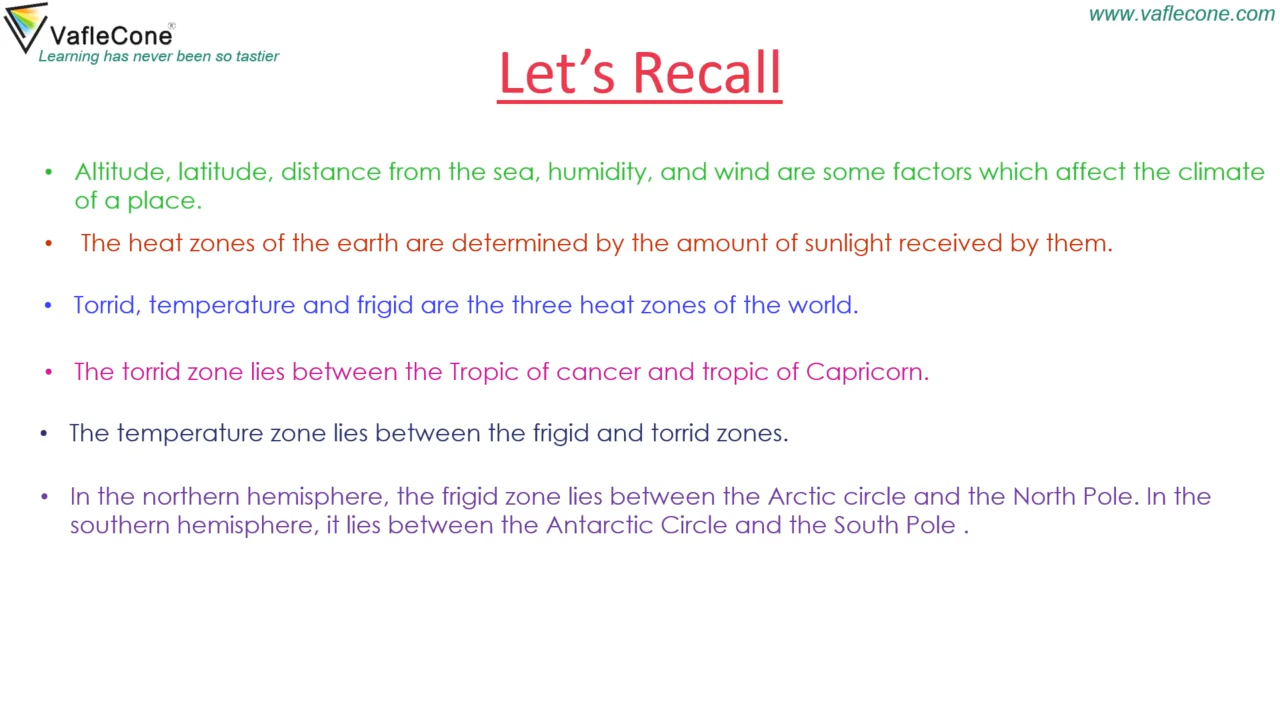 www.vaflecone.com
VafleCone®
Learning has never been so tastier
Let's Recall
• Altitude, latitude, distance from the sea, humidity, and wind are some factors which affect the climate
of a place.
• The heat zones of the earth are determined by the amount of sunlight received by them.
• Torrid, temperature and frigid are the three heat zones of the world.
• The torrid zone lies between the Tropic of cancer and tropic of Capricorn.
• The temperature zone lies between the frigid and torrid zones.
• In the northern hemisphere, the frigid zone lies between the Arctic circle and the North Pole. In the
southern hemisphere, it lies between the Antarctic Circle and the South Pole .